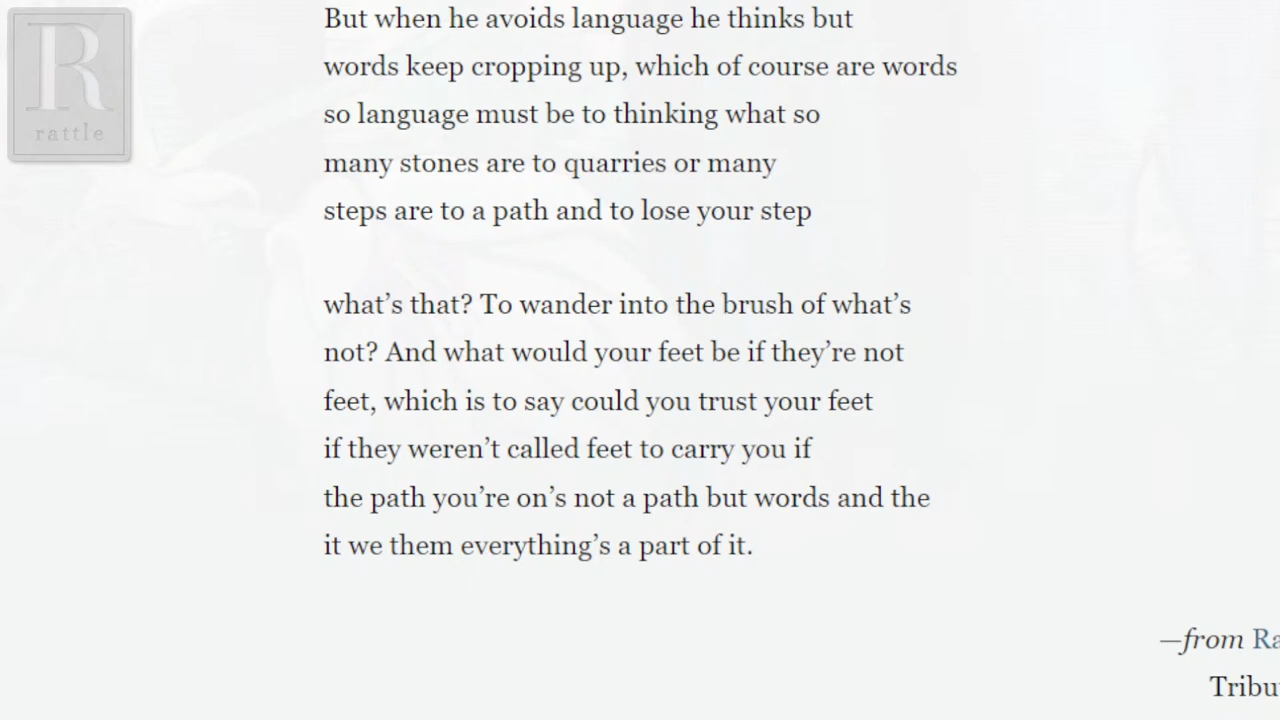 R
rattle
But when he avoids language he thinks but
words keep cropping up, which of course are words
so language must be to thinking what so
many stones are to quarries or many
steps are to a path and to lose your step
what’s that? To wander into the brush of what’s
not? And what would your feet be if they’re not
feet, which is to say could you trust your feet
if they weren’t called feet to carry you if
the path you’re on’s not a path but words and the
it we them everything’s a part of it.
—from